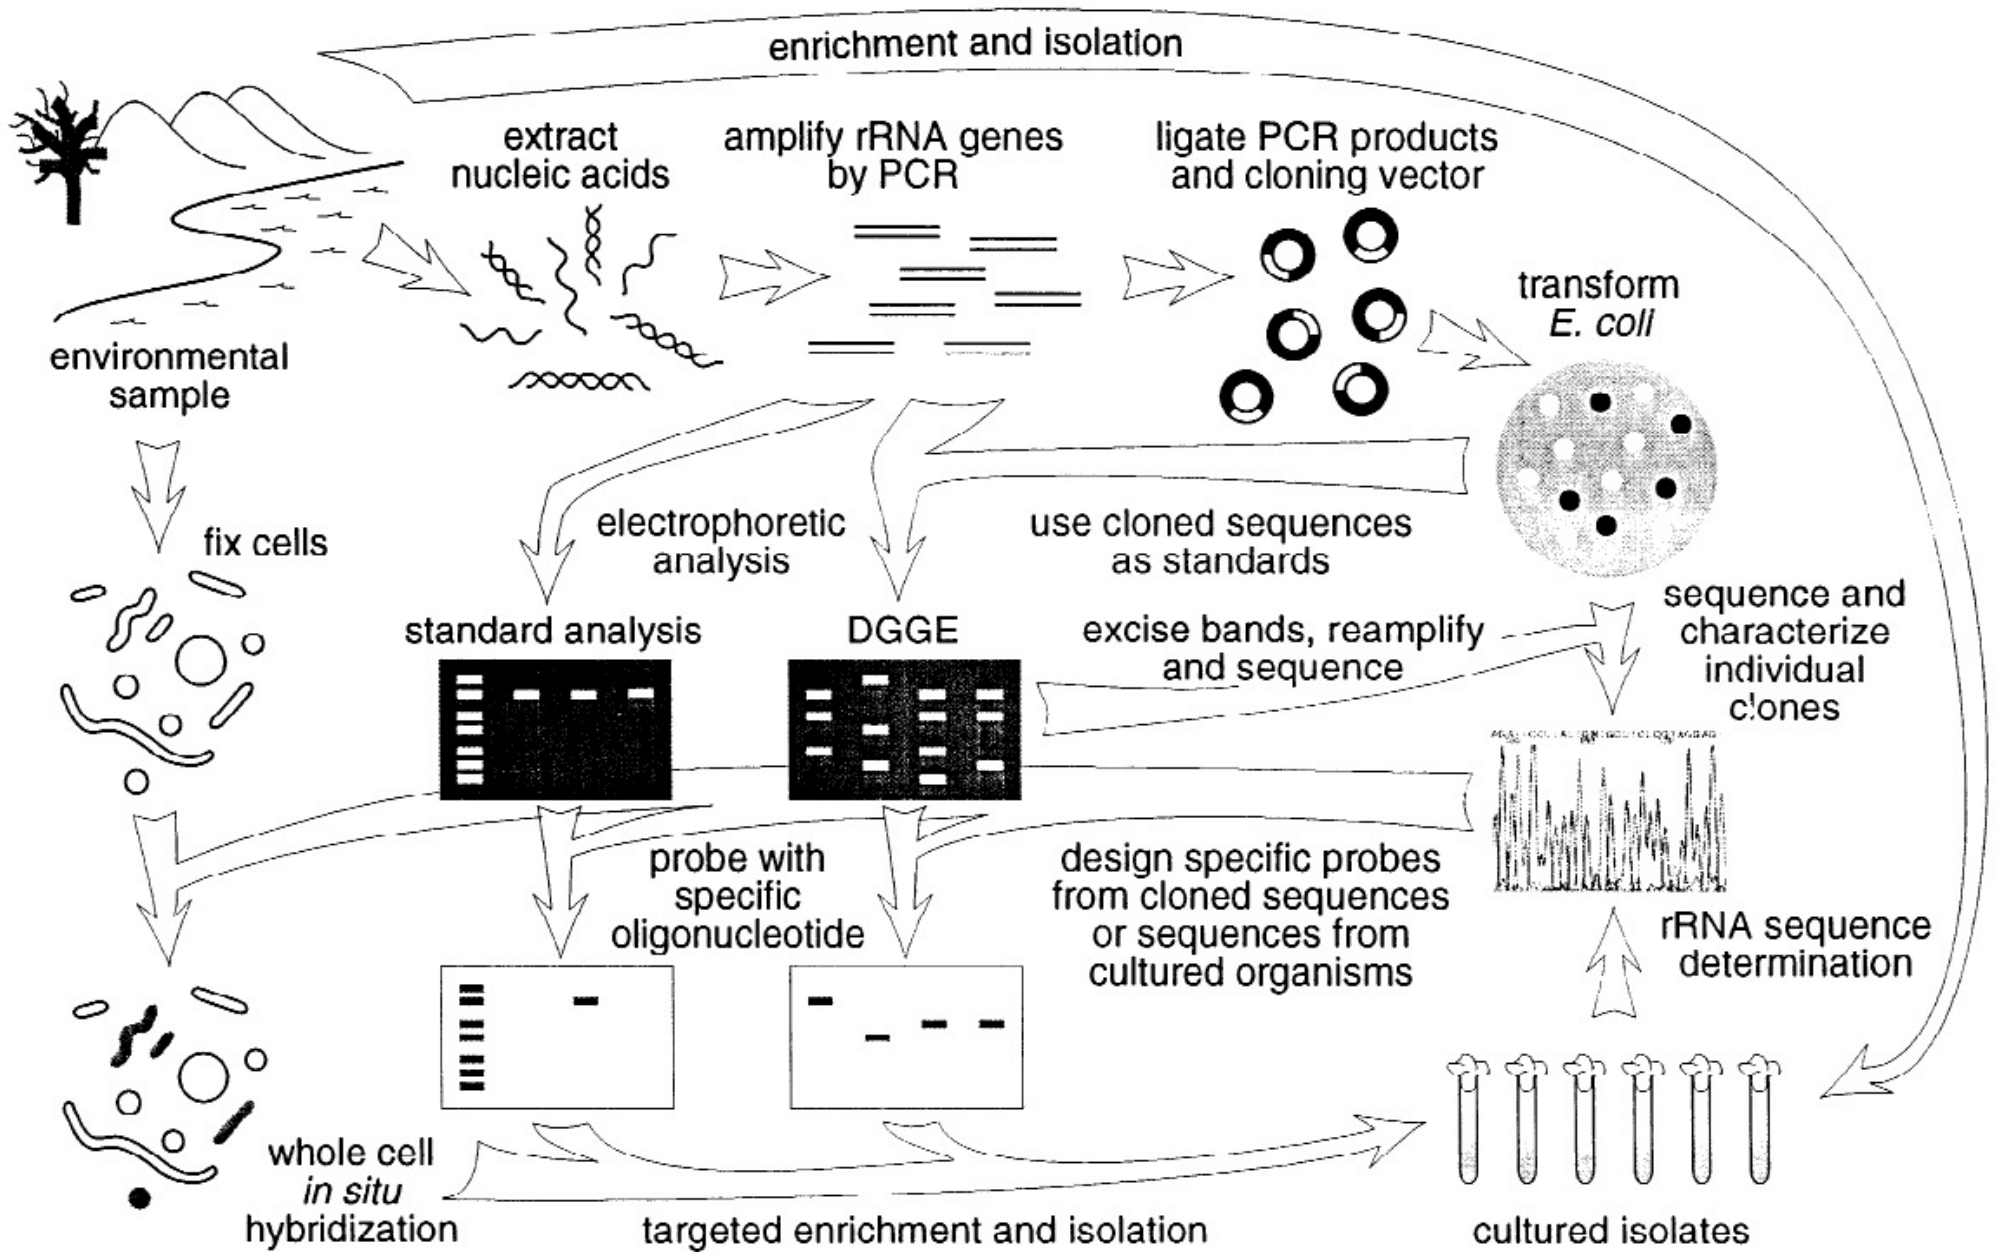 enrichment and isolation
extract
nucleic acids
amplify rRNA genes
by PCR
ligate PCR products
and cloning vector
transform
E. coli
environmental
sample
fix cells
electrophoretic
analysis
use cloned sequences
as standards
standard analysis
DGGE
excise bands, reamplify
and sequence
sequence and
characterize
individual
clones
probe with
specific
oligonucleotide
design specific probes
from cloned sequences
or sequences from
cultured organisms
rRNA sequence
determination
whole cell
in situ
hybridization
targeted enrichment and isolation
cultured isolates